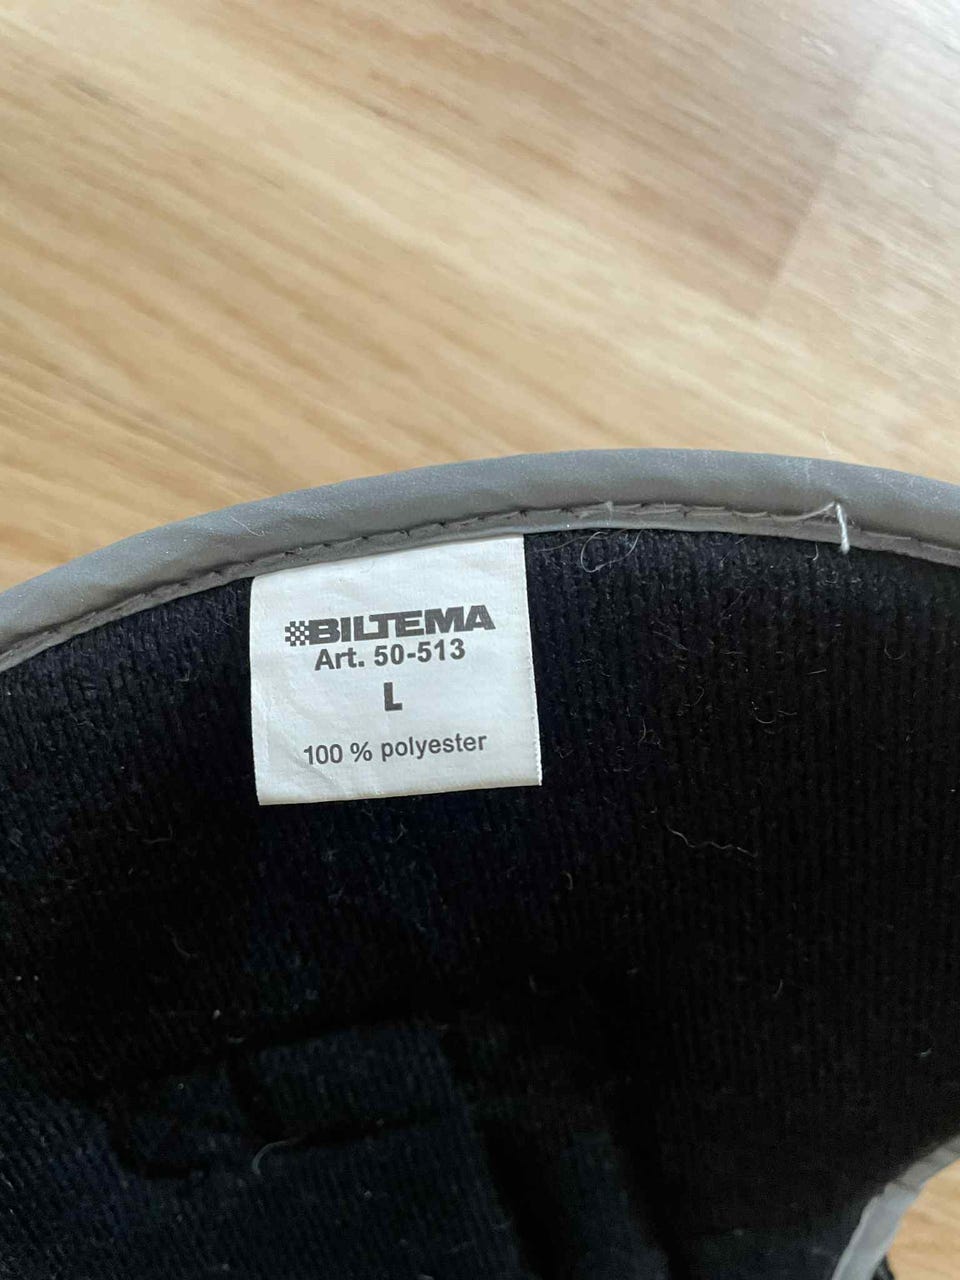 BILTEMA
Art. 50-513
L
100 % polyester